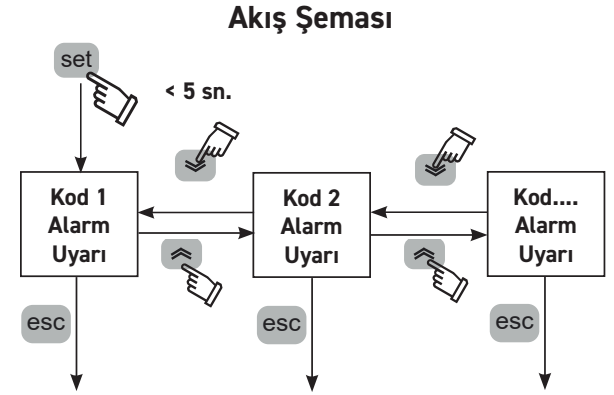 Akış Şeması
set
< 5 sn.
Kod 1
Alarm
Uyarı
Kod 2
Alarm
Uyarı
Kod....
Alarm
Uyarı
esc
esc
esc